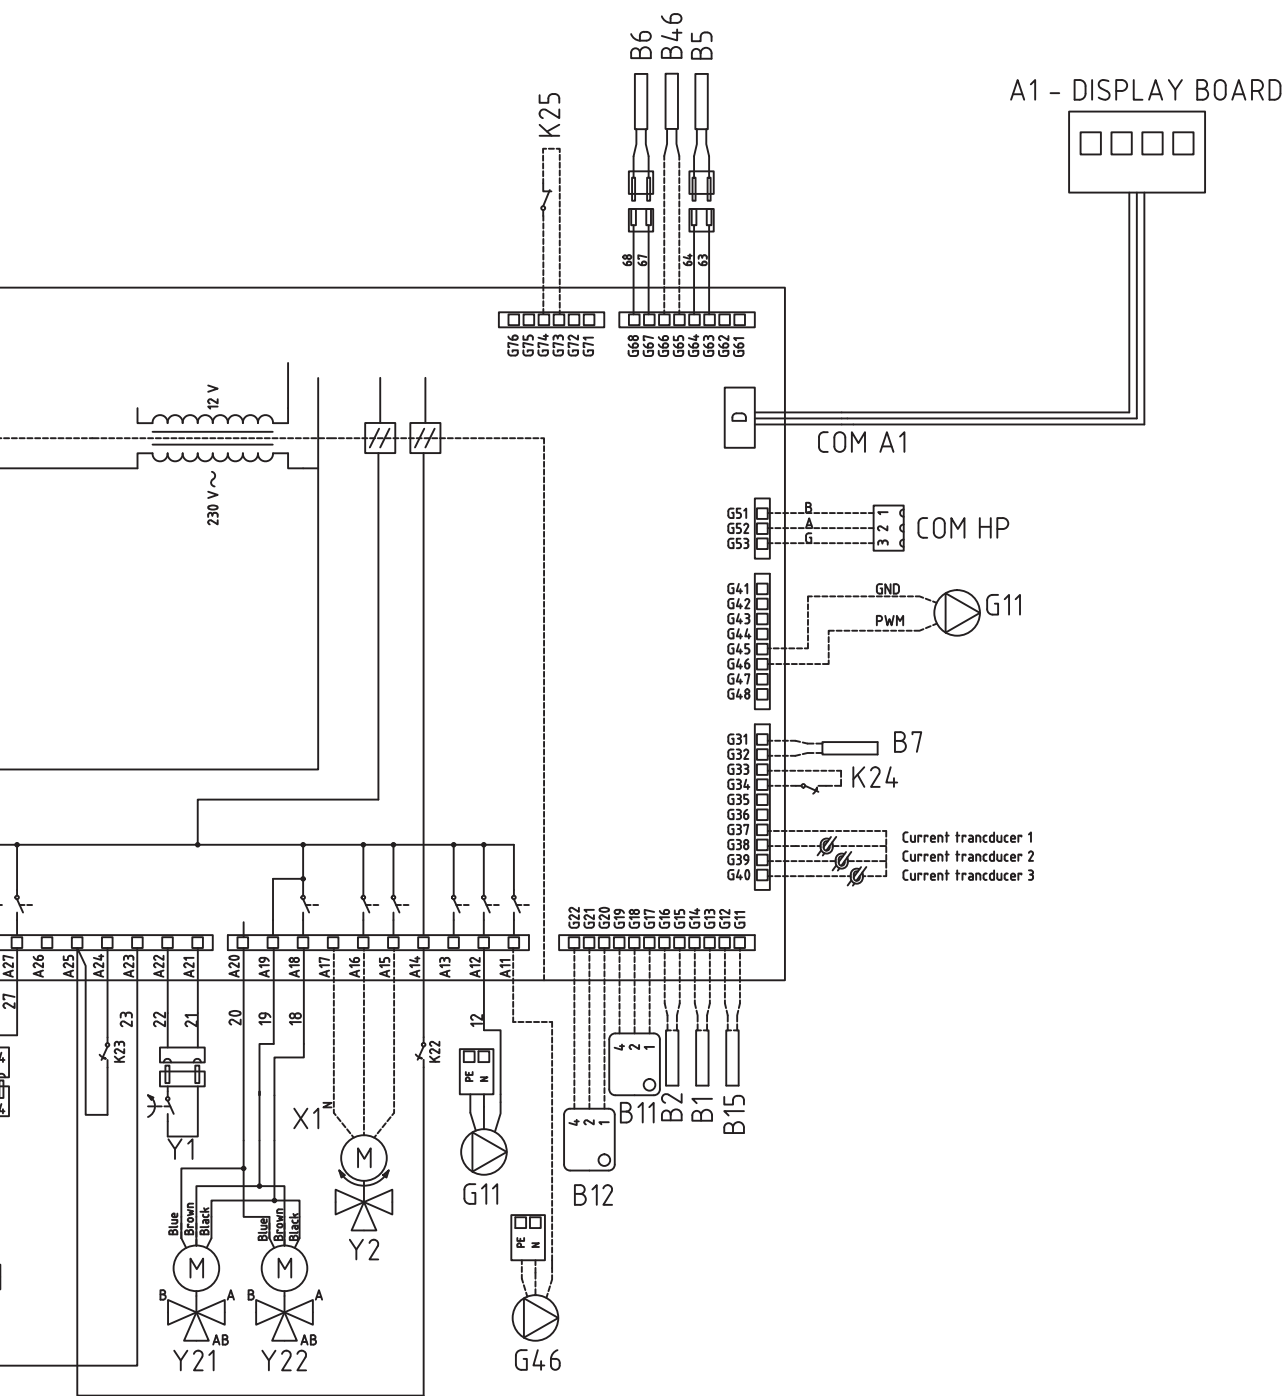 B6
B46
B5
K25
A1 - DISPLAY BOARD
68
67
64
63
G76
G75
G74
G73
G72
G71
G68
G67
G66
G65
G64
G63
G62
G61
12 V
230 V ~
D
COM A1
G51
G52
G53
B
A
G
1
2
3
COM HP
G41
G42
G43
G44
G45
G46
G47
G48
GND
PWM
G11
G31
G32
G33
G34
G35
G36
G37
G38
G39
G40
B7
K24
Current trancducer 1
Current trancducer 2
Current trancducer 3
G22
G21
G20
G19
G18
G17
G16
G15
G14
G13
G12
G11
A27
A26
A25
A24
A23
A22
A21
A20
A19
A18
A17
A16
A15
A14
A13
A12
A11
27
23
22
21
20
19
18
12
K23
K22
PE
N
4
2
1
4
2
1
X1
N
M
Y1
B11
B2
B1
B15
B12
G11
Y2
Blue
Brown
Black
Blue
Brown
Black
PE
N
M
M
B
A
B
A
AB
AB
Y21
Y22
G46